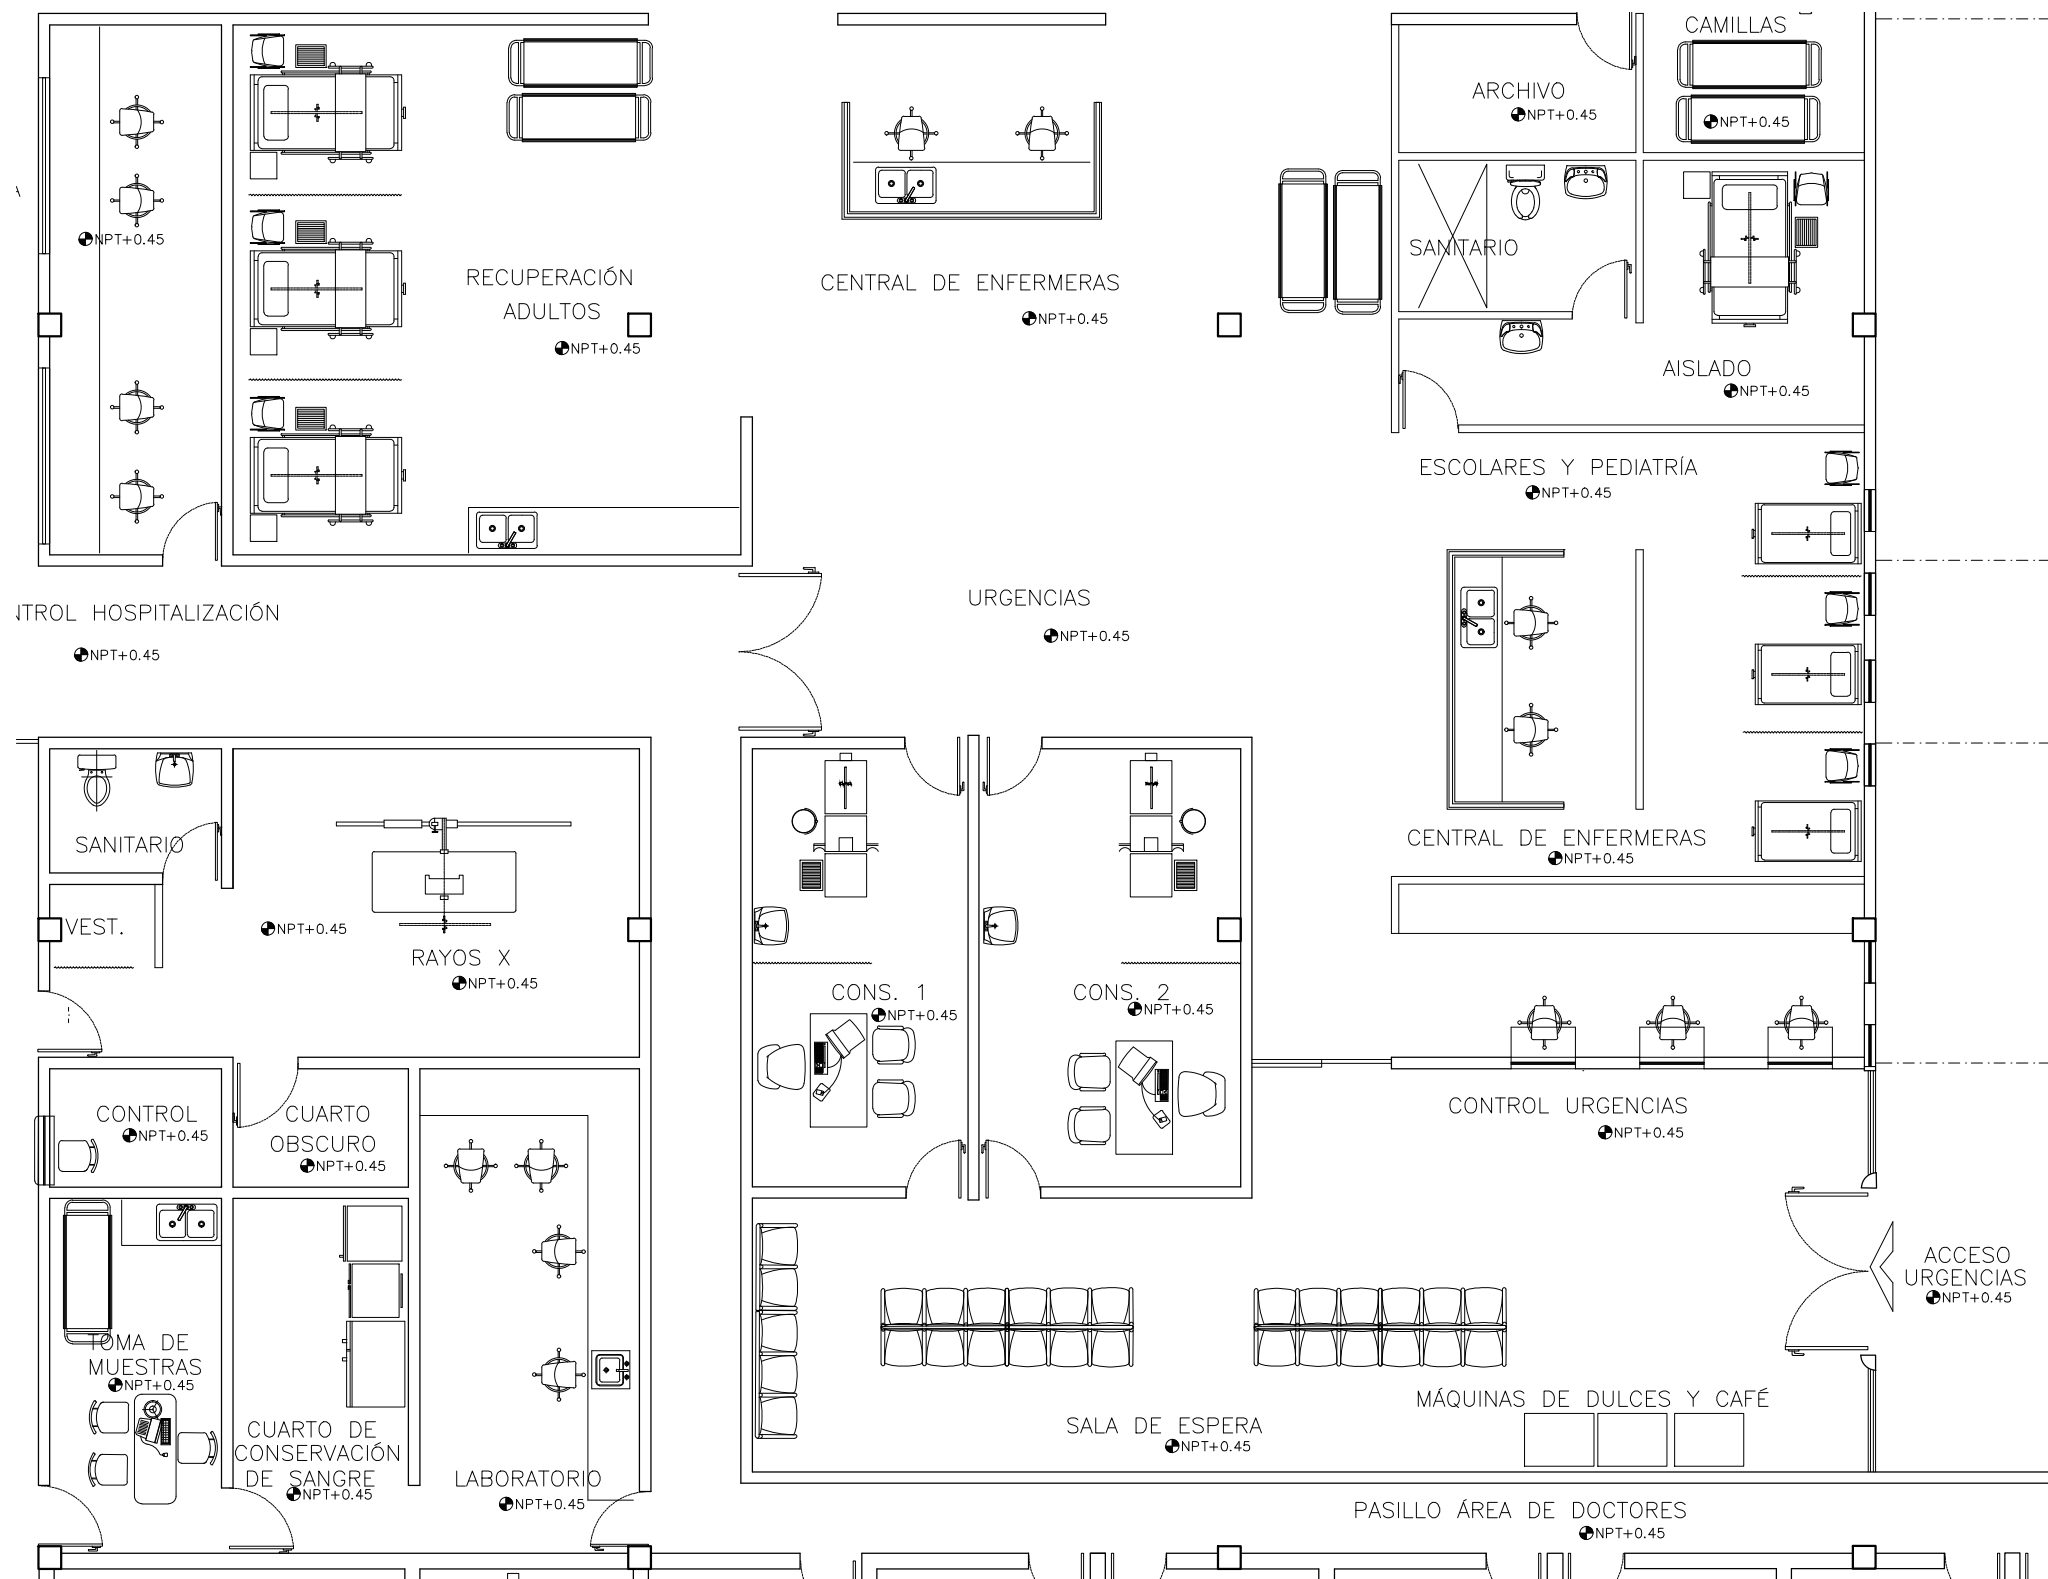 CAMILLAS
NPT+0.45
ARCHIVO
NPT+0.45
NPT+0.45
SANITARIO
RECUPERACIÓN
ADULTOS
NPT+0.45
CENTRAL DE ENFERMERAS
NPT+0.45
AISLADO
NPT+0.45
ESCOLARES Y PEDIATRÍA
NPT+0.45
HOSPITALIZACIÓN
NPT+0.45
URGENCIAS
NPT+0.45
CENTRAL DE ENFERMERAS
NPT+0.45
SANITARIO
VEST.
NPT+0.45
RAYOS X
NPT+0.45
CONS. 1
NPT+0.45
CONS. 2
NPT+0.45
CONTROL
NPT+0.45
CUARTO
OBSCURO
NPT+0.45
CONTROL URGENCIAS
NPT+0.45
ACCESO
URGENCIAS
NPT+0.45
TOMA DE
MUESTRAS
NPT+0.45
CUARTO DE
CONSERVACIÓN
DE SANGRE
NPT+0.45
LABORATORIO
NPT+0.45
SALA DE ESPERA
NPT+0.45
MÁQUINAS DE DULCES Y CAFÉ
PASILLO ÁREA DE DOCTORES
NPT+0.45